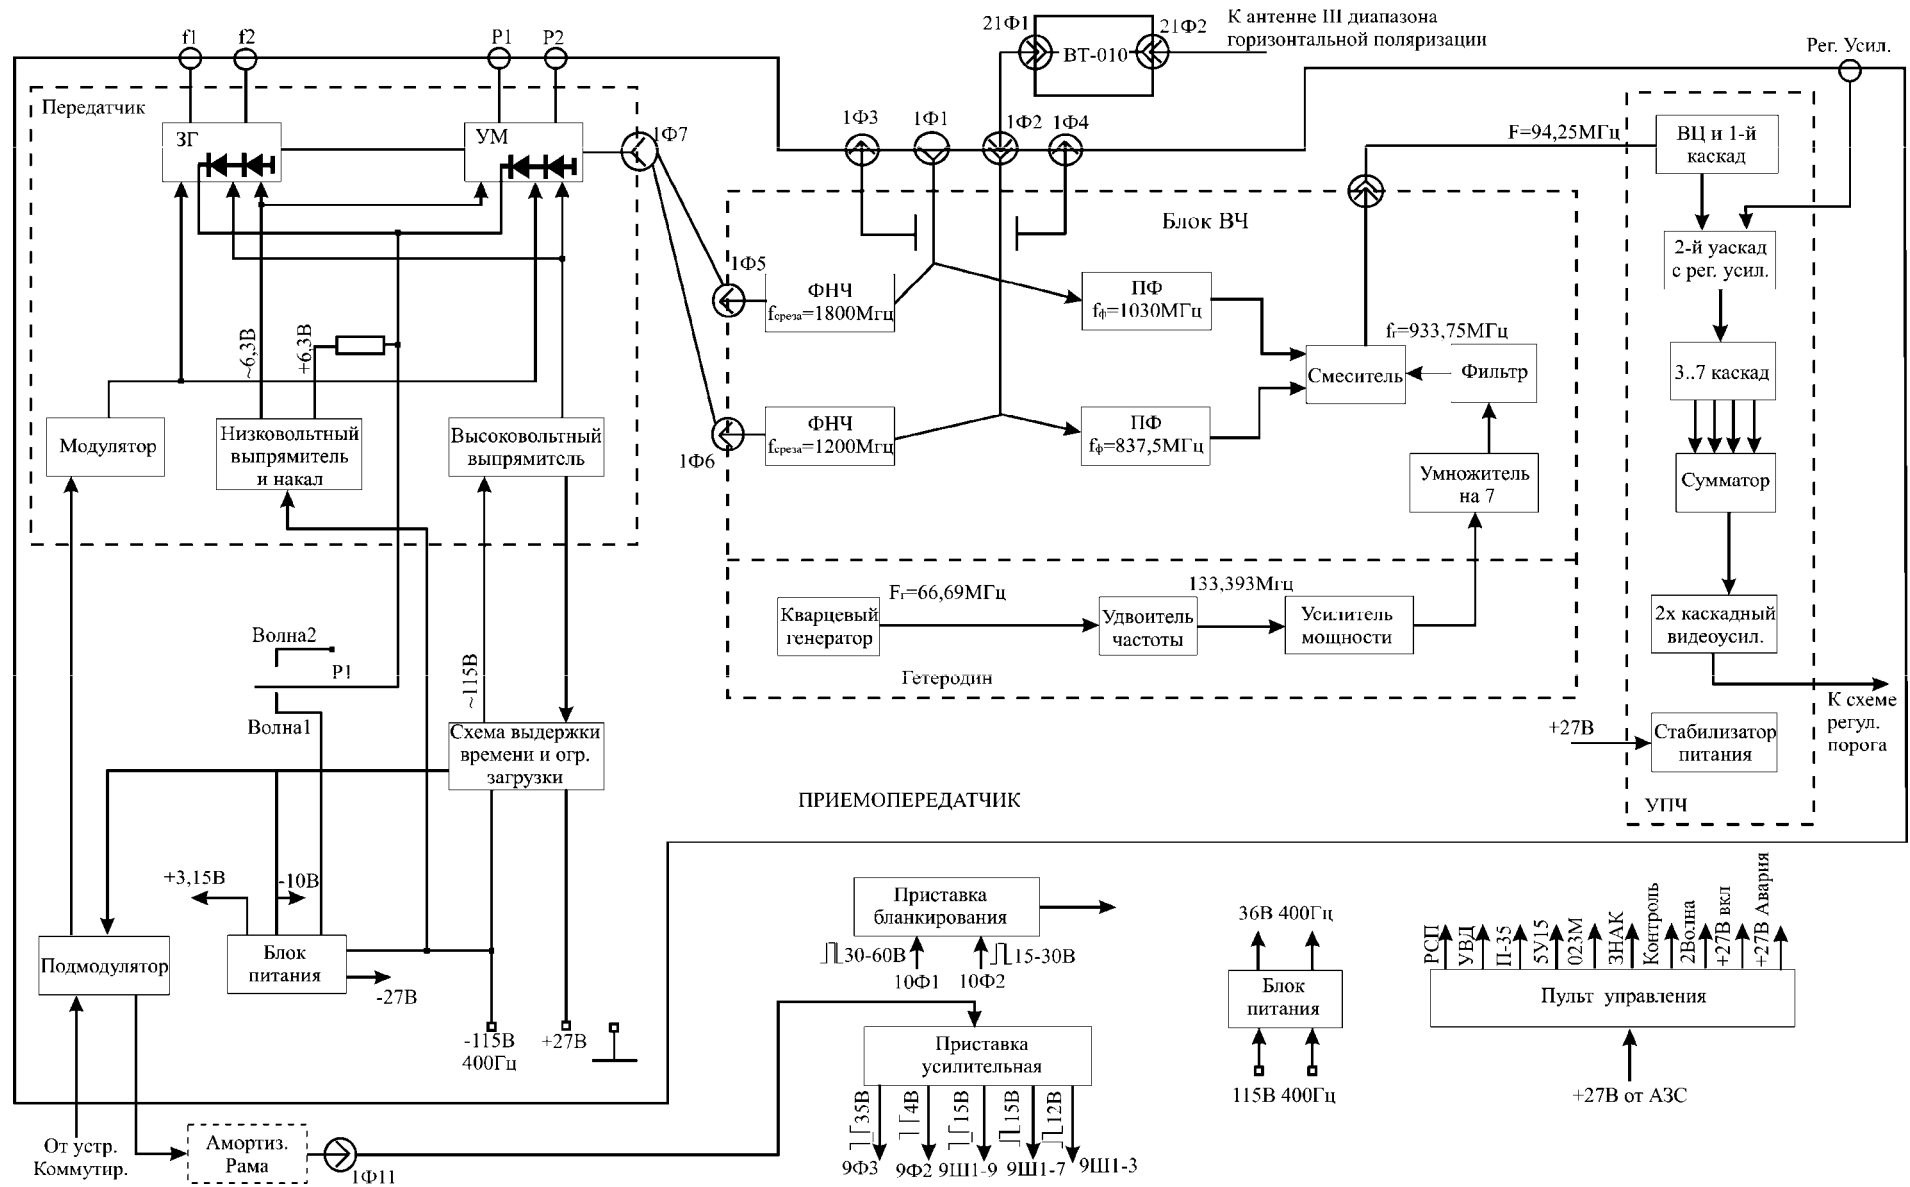 f1
f2
P1
P2
21Ф1
21Ф2
К антенне III диапазона
горизонтальной поляризации
ВТ-010
Рег. Усил.
Передатчик
ЗГ
УМ
1Ф7
1Ф3
1Ф1
1Ф2
1Ф4
F=94,25МГц
ВЦ и 1-й
каскад
Блок ВЧ
2-й уаскад
с рег. усил.
1Ф5
ФНЧ
fсреза=1800Мгц
ПФ
fф=1030МГц
fг=933,75МГц
Смеситель
Фильтр
3..7 каскад
~6,3В
+6,3В
Модулятор
Низковольтный
выпрямитель
и накал
Высоковольтный
выпрямитель
1Ф6
ФНЧ
fсреза=1200Мгц
ПФ
fф=837,5МГц
Умножитель
на 7
Сумматор
Fг=66,69МГц
133,393Мгц
Кварцевый
генератор
Удвоитель
частоты
Усилитель
мощности
Гетеродин
2х каскадный
видеоусил.
К схеме
регул.
порога
Волна2
P1
Волна1
~115В
Схема выдержки
времени и огр.
загрузки
+27В
Стабилизатор
питания
УПЧ
ПРИЕМОПЕРЕДАТЧИК
+3,15В
-10В
Подмодулятор
Блок
питания
-27В
-115В
400Гц
+27В
Приставка
бланкирования
30-60В
15-30В
10Ф1
10Ф2
Приставка
усилительная
35В
4В
15В
15В
12В
9Ф3
9Ф2
9Ш1-9
9Ш1-7
9Ш1-3
36В 400Гц
Блок
питания
115В 400Гц
РСП
УВД
П-35
5У15
023М
ЗНАК
Контроль
2Волна
+27В вкл
+27В Авария
Пульт управления
+27В от АЗС
От устр.
Коммутир.
Амортиз.
Рама
1Ф11